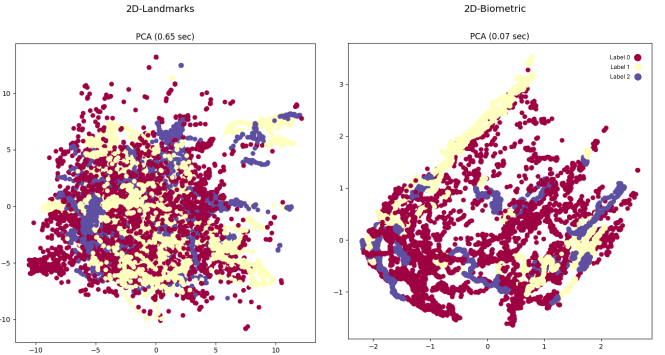 2D-Landmarks
PCA (0.65 sec)
10
5
0
−5
−10
−10
−5
0
5
10
2D-Biometric
PCA (0.07 sec)
Label 0
Label 1
Label 2
3
2
1
0
−1
−2
−1
0
1
2